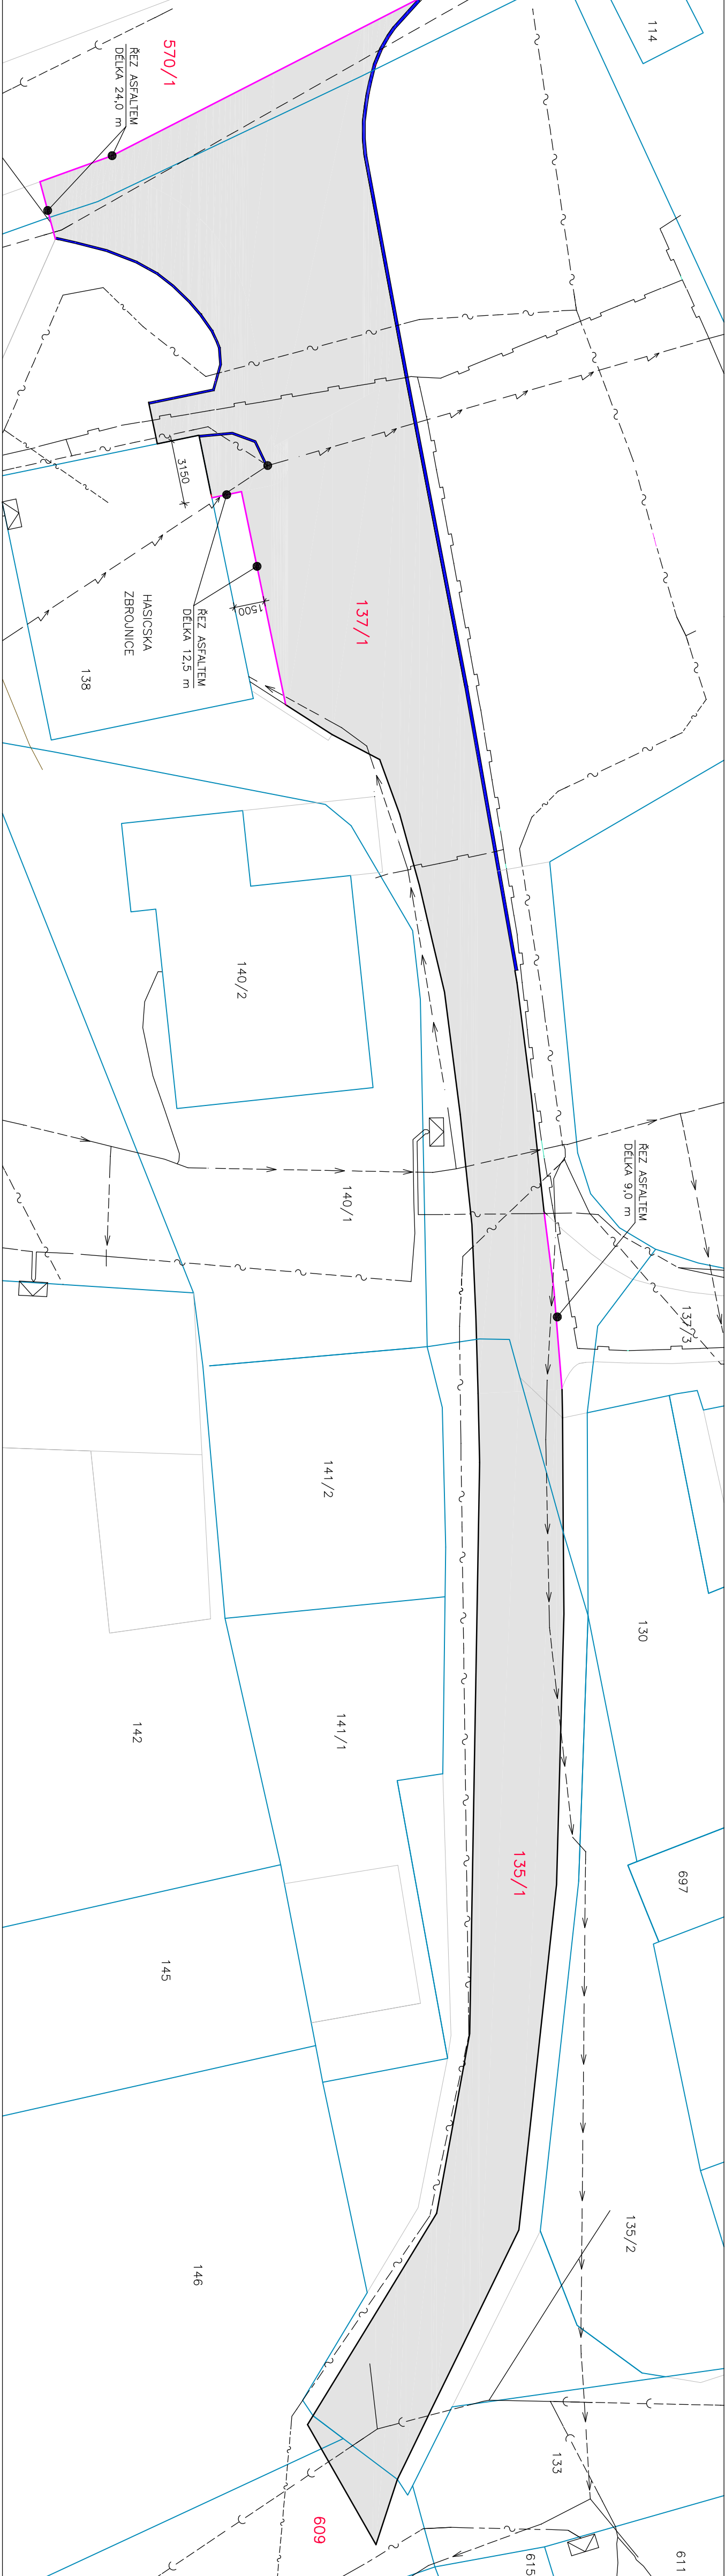 114
570/1
ŘEZ ASFALTEM
DÉLKA 24,0 m
3150
137/1
1500
ŘEZ ASFALTEM
DÉLKA 12,5 m
HASICSKA
ZBROJNICE
138
140/2
ŘEZ ASFALTEM
DÉLKA 9,0 m
140/1
137/3
141/2
130
141/1
142
135/1
697
145
135/2
146
133
609
611
615